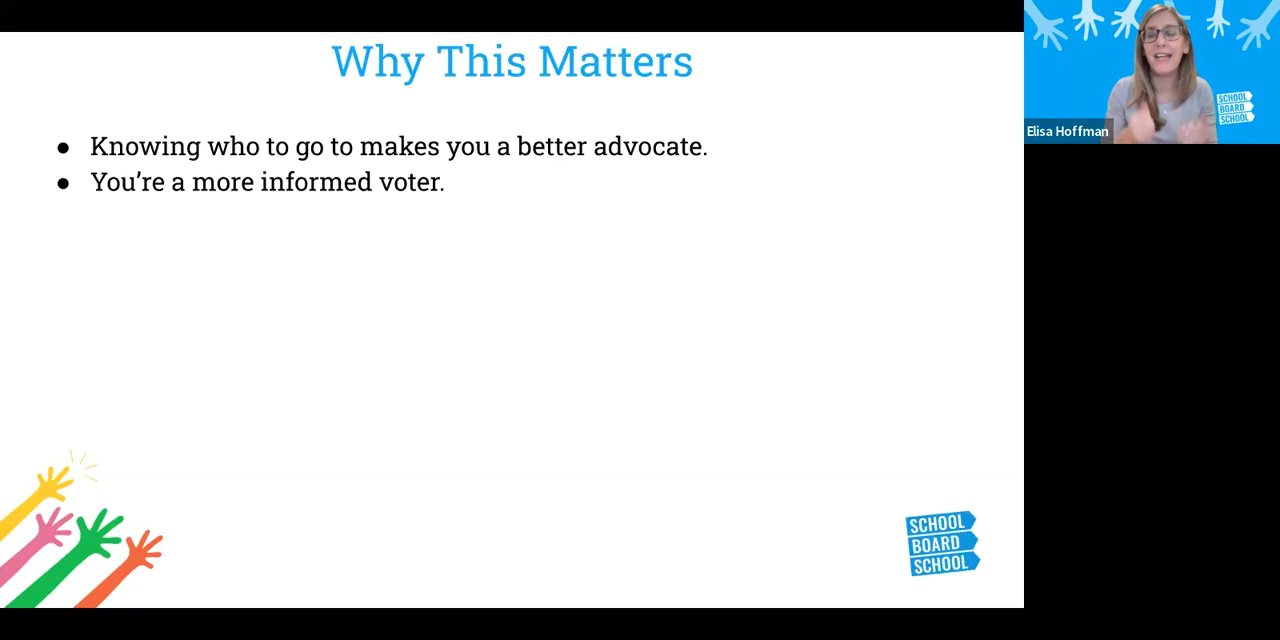 Why This Matters
● Knowing who to go to makes you a better advocate.
● You’re a more informed voter.
SCHOOL
BOARD
SCHOOL
Elisa Hoffman
SCHOOL
BOARD
SCHOOL